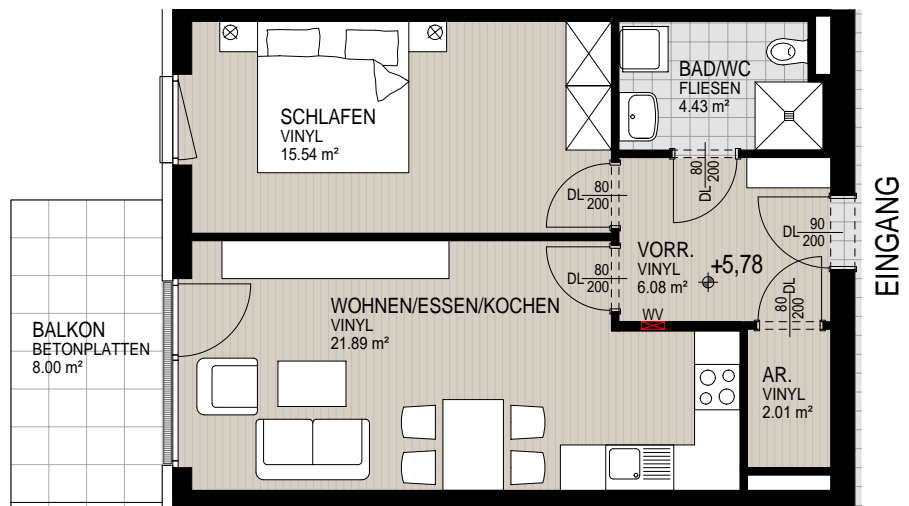 SCHLAFEN
VINYL
15.54 m²
BAD/WC
FLIESEN
4.43 m²
DL 80
200
80
DL 200
DL 90
200
EINGANG
VORR.
VINYL
6.08 m²
+5,78
DL 80
200
80 DL
200
WV
WOHNEN/ESSEN/KOCHEN
VINYL
21.89 m²
BALKON
BETONPLATTEN
8.00 m²
AR.
VINYL
2.01 m²